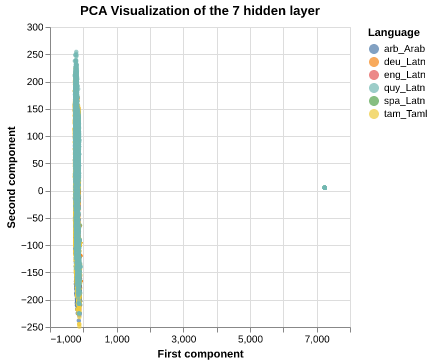 PCA Visualization of the 7 hidden layer
Second component
300
250
200
150
100
50
0
−50
−100
−150
−200
−250
−1,000
1,000
3,000
5,000
7,000
First component
Language
arb_Arab
deu_Latn
eng_Latn
quy_Latn
spa_Latn
tam_Taml